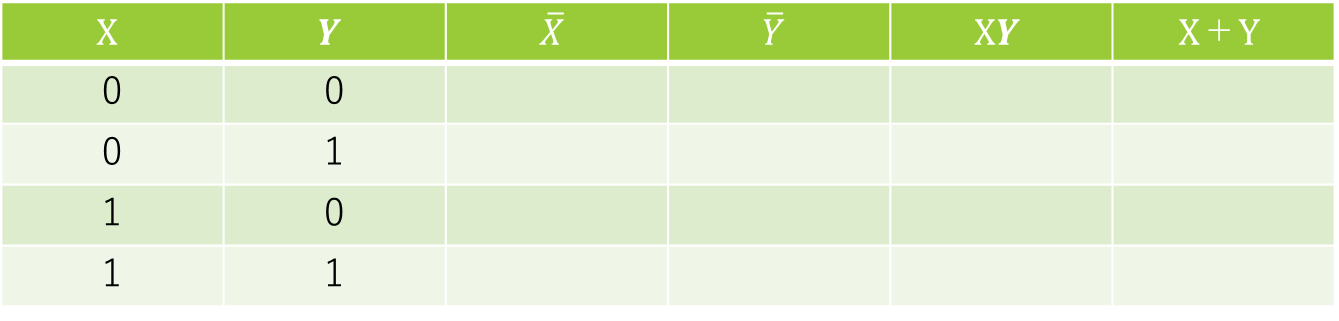 X Y X̅ Y̅ XY X + Y
0 0
0 1
1 0
1 1